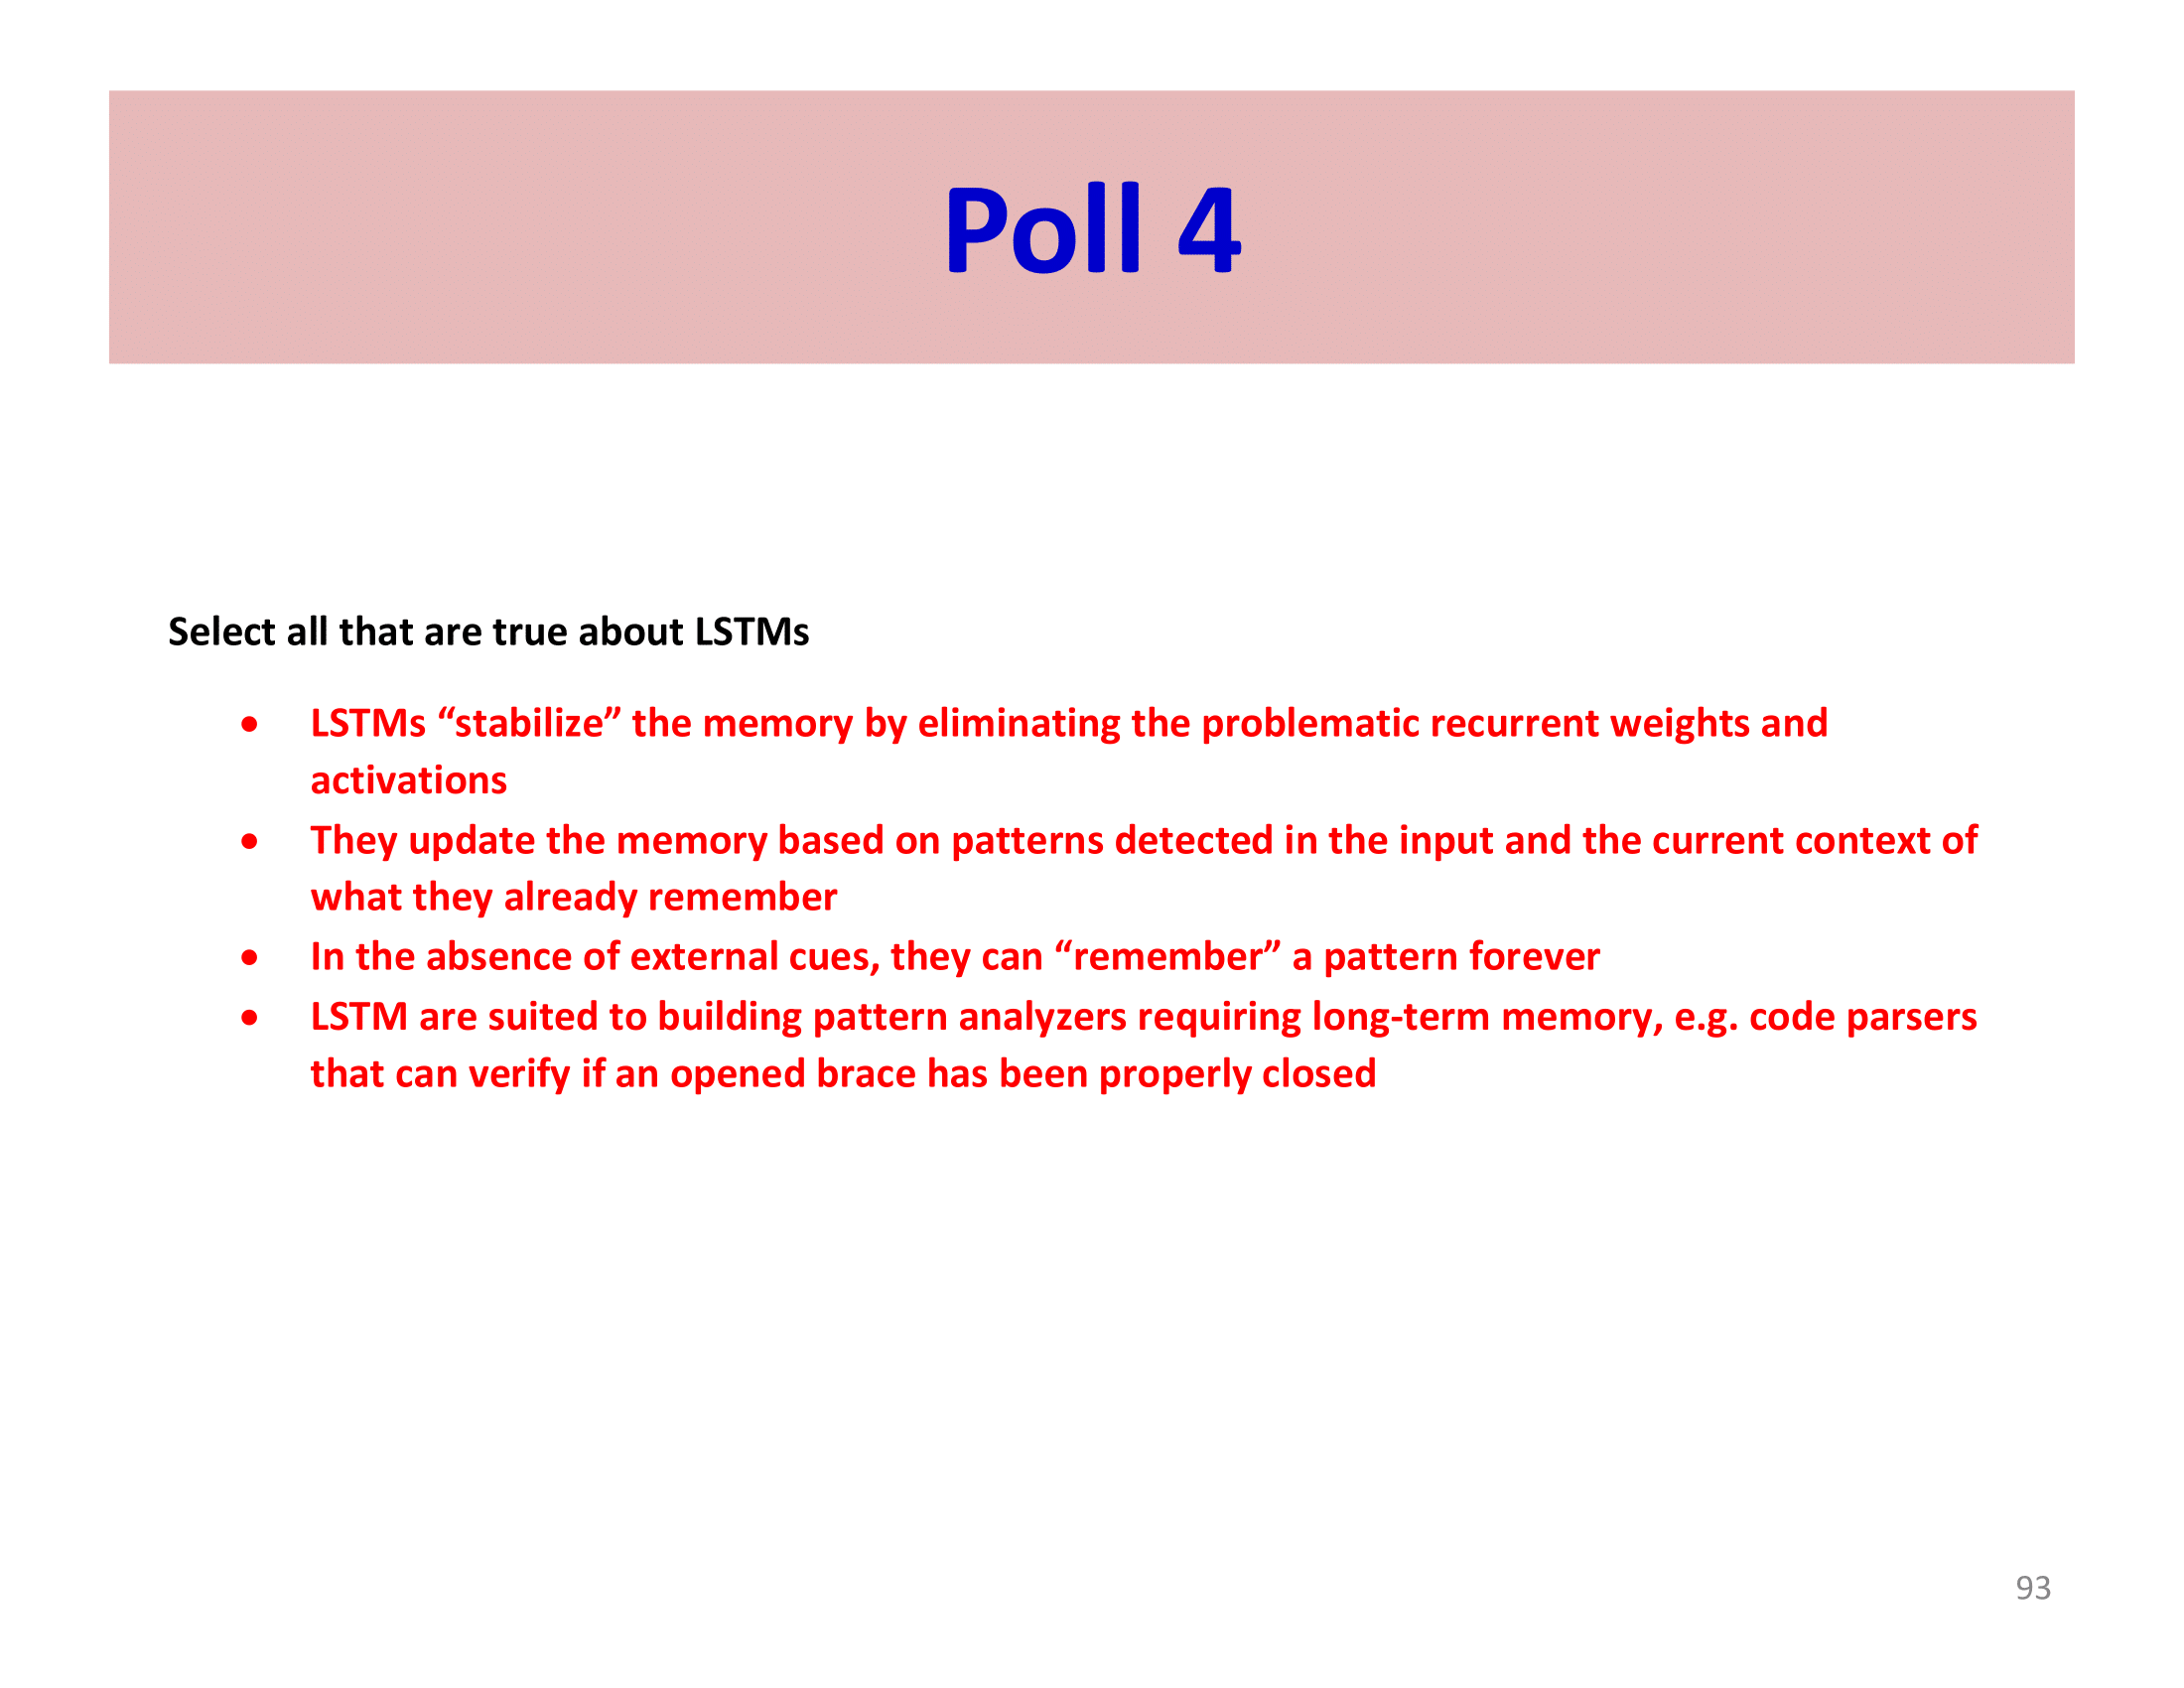 Poll 4
Select all that are true about LSTMs
● LSTMs “stabilize” the memory by eliminating the problematic recurrent weights and
activations
● They update the memory based on patterns detected in the input and the current context of
what they already remember
● In the absence of external cues, they can “remember” a pattern forever
● LSTM are suited to building pattern analyzers requiring long-term memory, e.g. code parsers
that can verify if an opened brace has been properly closed
93